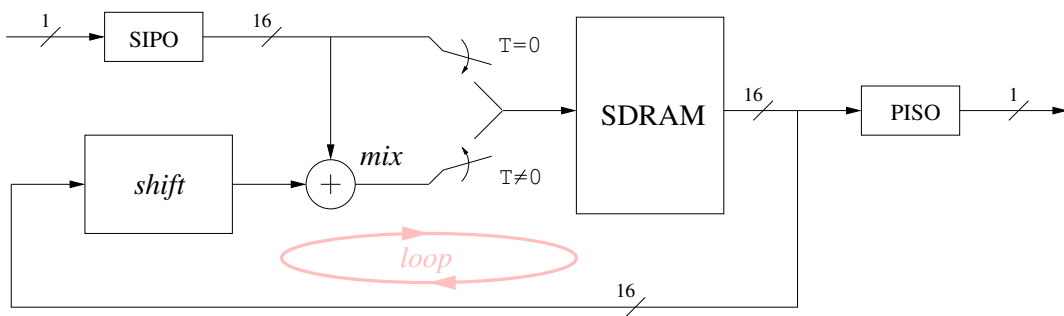 1
SIPO
16
T=0
SDRAM
16
PISO
1
shift
+
mix
T≠0
loop
16